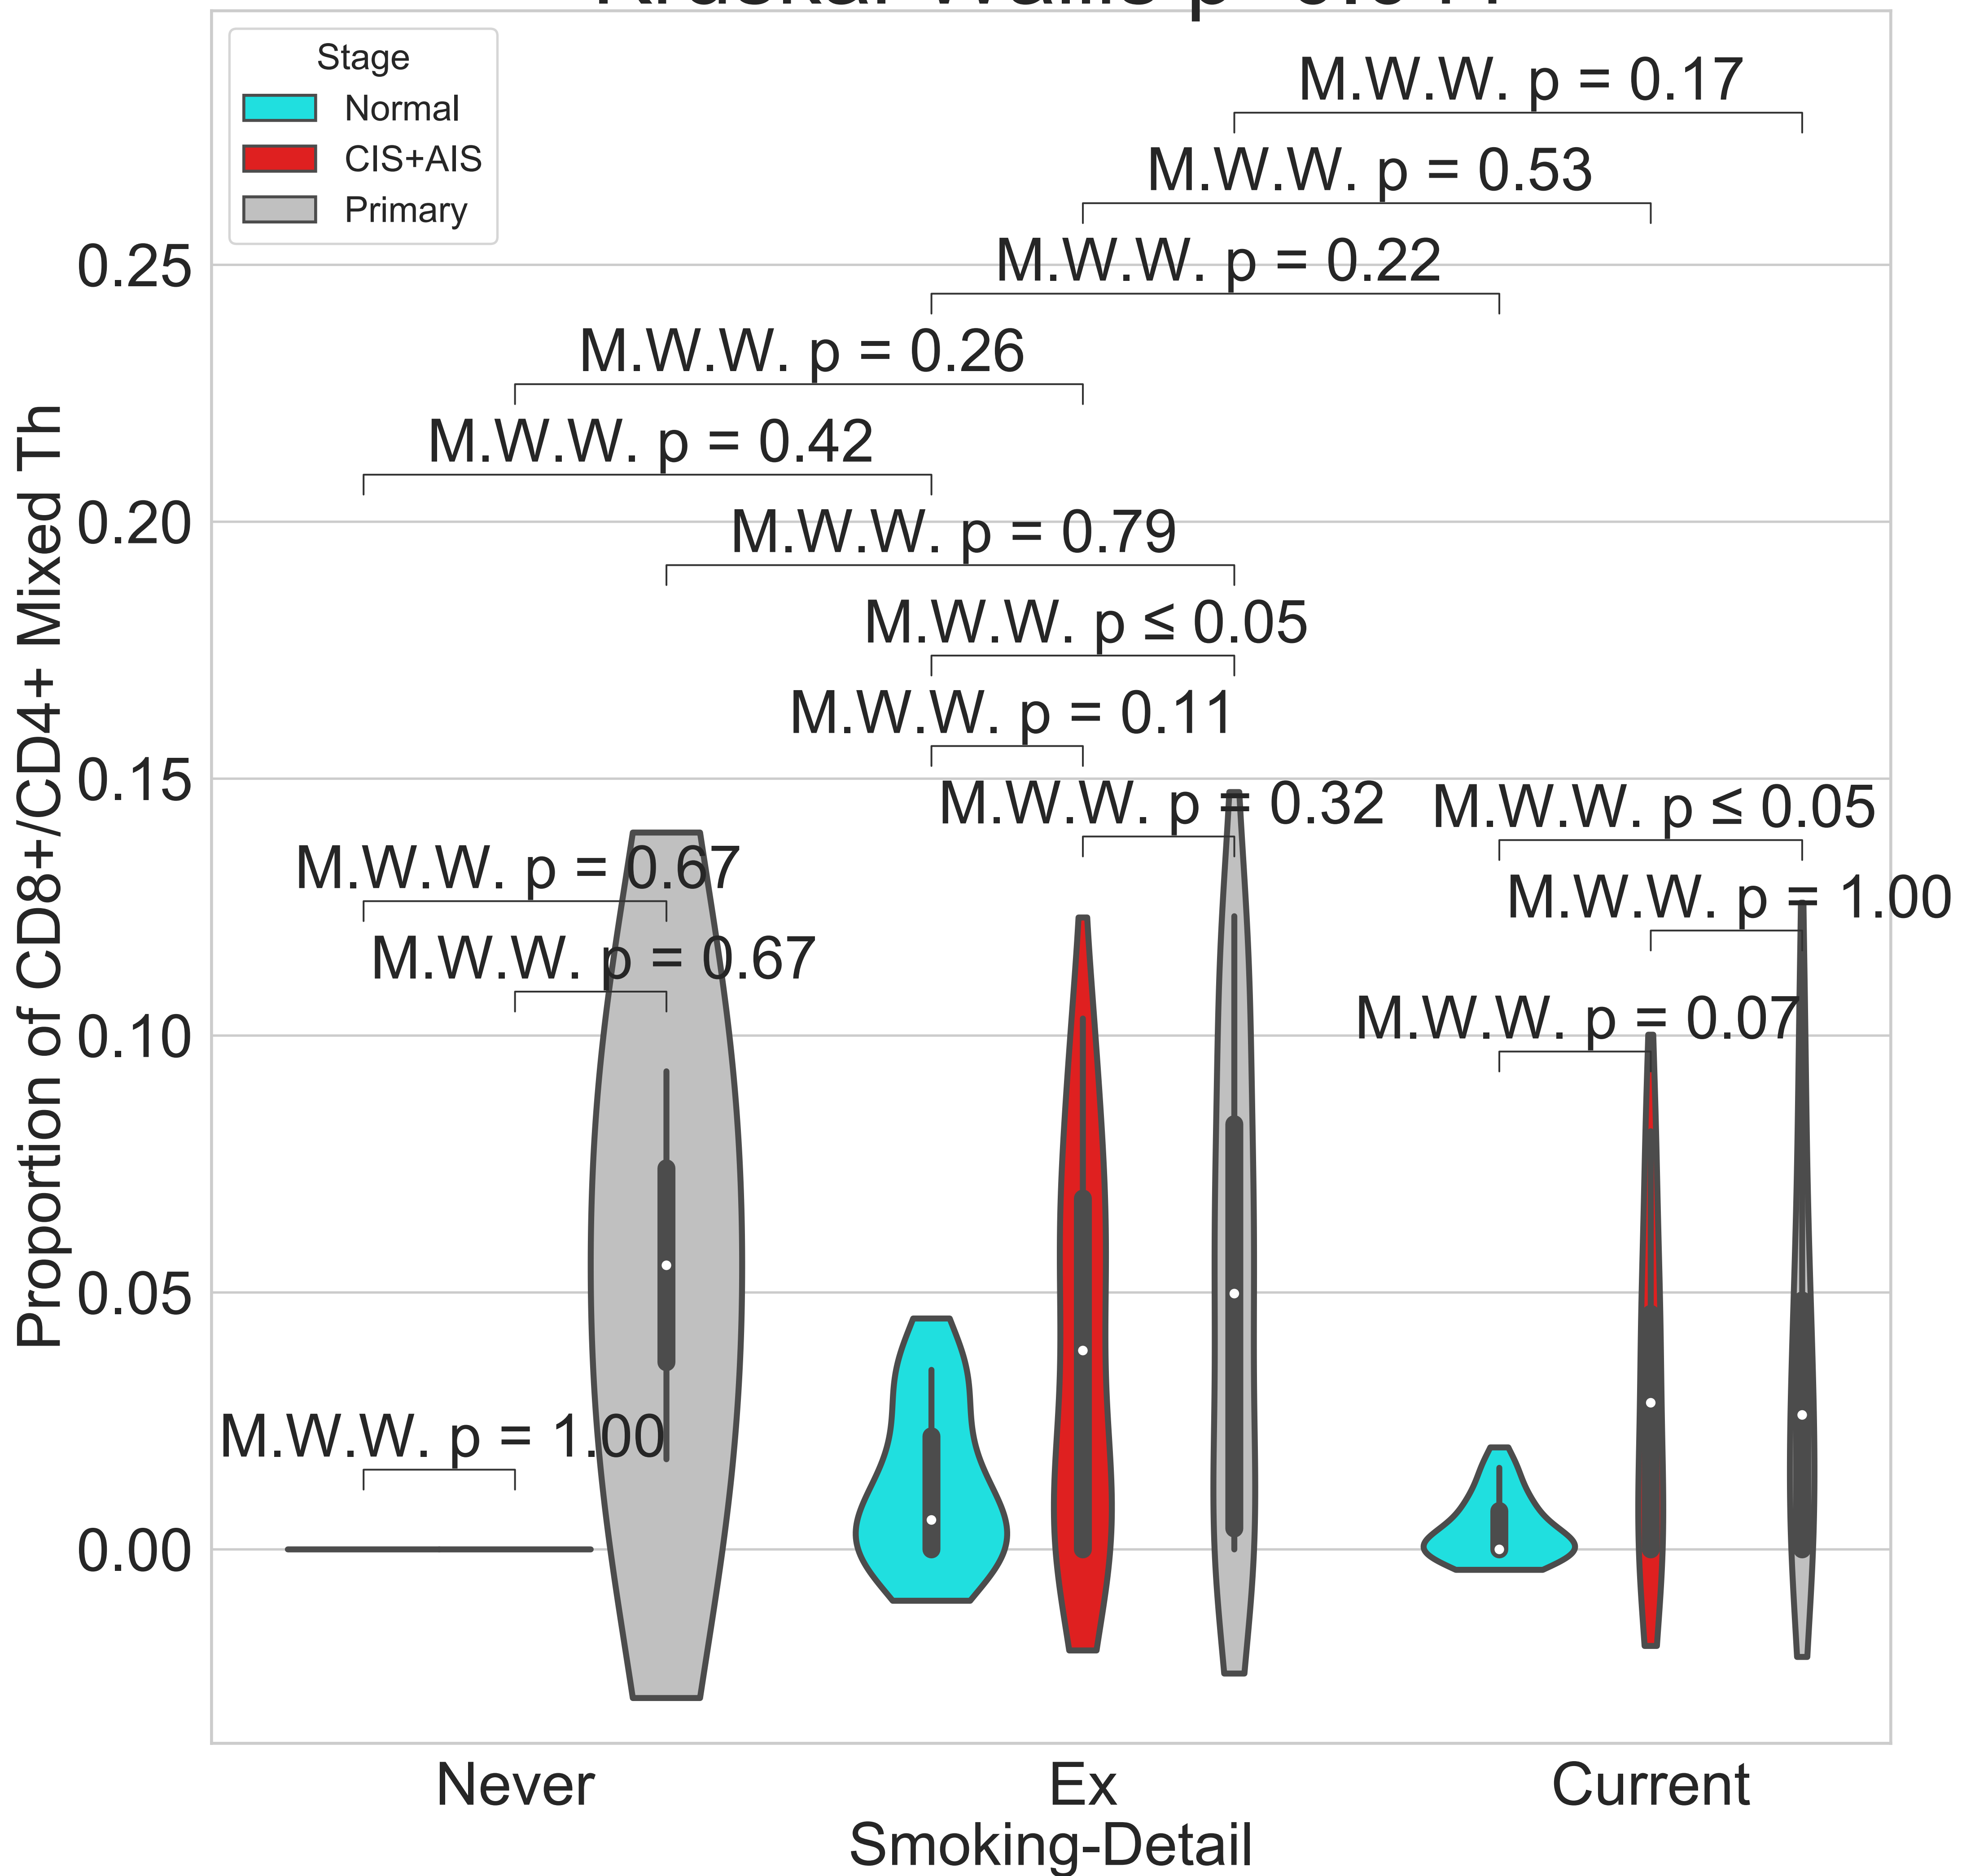 Stage
Normal
CIS+AIS
Primary
M.W.W. p = 0.17
M.W.W. p = 0.53
M.W.W. p = 0.22
M.W.W. p = 0.26
M.W.W. p = 0.42
M.W.W. p = 0.79
M.W.W. p ≤ 0.05
M.W.W. p = 0.11
M.W.W. p = 0.32
M.W.W. p ≤ 0.05
M.W.W. p = 0.67
M.W.W. p = 1.00
M.W.W. p = 0.67
M.W.W. p = 0.07
M.W.W. p = 1.00
0.25
0.20
0.15
0.10
0.05
0.00
Proportion of CD8+/CD4+ Mixed Th
Never
Ex
Current
Smoking-Detail